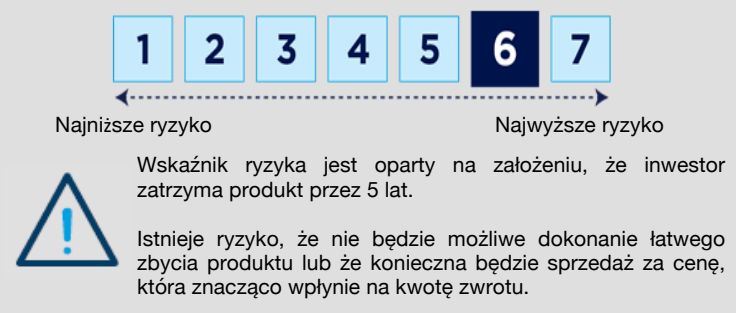 1 2 3 4 5 6 7
Najniższe ryzyko Najwyższe ryzyko
Wskaźnik ryzyka jest oparty na założeniu, że inwestor
zatrzyma produkt przez 5 lat.
Istnieje ryzyko, że nie będzie możliwe dokonanie łatwego
zbycia produktu lub że konieczna będzie sprzedaż za cenę,
która znacząco wpłynie na kwotę zwrotu.